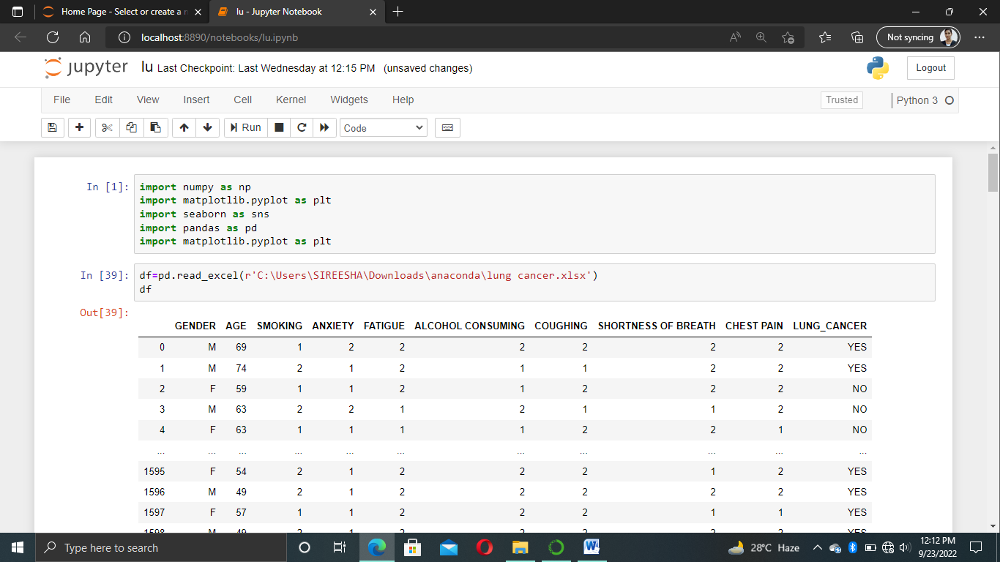 Home Page - Select or create a n
lu - Jupyter Notebook
localhost:8890/notebooks/lu.ipynb
Not syncing
jupyter lu Last Checkpoint: Last Wednesday at 12:15 PM (unsaved changes)
Logout
File Edit View Insert Cell Kernel Widgets Help
Trusted
Python 3
Run
Code
In [1]: import numpy as np
import matplotlib.pyplot as plt
import seaborn as sns
import pandas as pd
import matplotlib.pyplot as plt
In [39]: df=pd.read_excel(r'C:\Users\SIREESHA\Downloads\anaconda\lung cancer.xlsx')
df
Out[39]:
GENDER AGE SMOKING ANXIETY FATIGUE ALCOHOL CONSUMING COUGHING SHORTNESS OF BREATH CHEST PAIN LUNG_CANCER
0 M 69 1 2 2 2 2 2 2 YES
1 M 74 2 1 2 1 1 2 2 YES
2 F 59 1 1 2 1 2 2 2 NO
3 M 63 2 2 1 2 1 1 2 NO
4 F 63 1 1 1 1 2 2 1 NO
... ... ... ... ... ... ... ... ... ... ...
1595 F 54 2 1 2 2 2 1 2 YES
1596 M 49 2 1 2 2 2 2 2 YES
1597 F 57 1 1 2 2 2 1 1 YES
1598 M 49 2 1 2 2 2 2 2 YES
Type here to search
28°C Haze
12:12 PM
9/23/2022